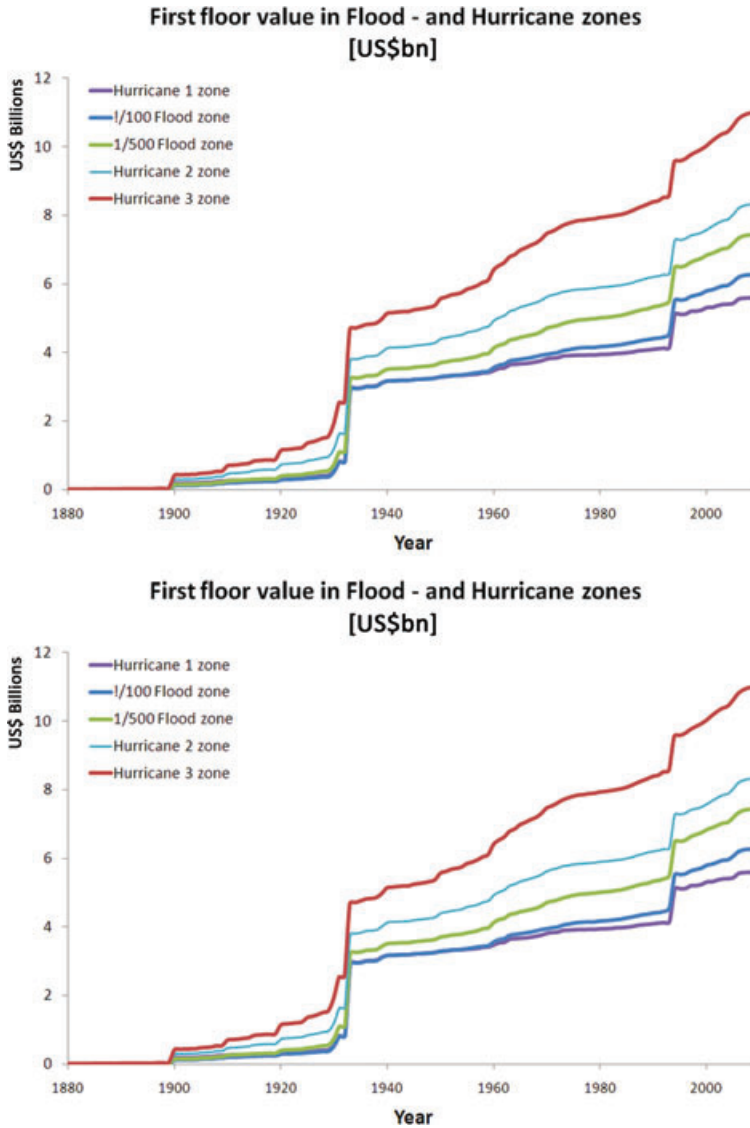 First floor value in Flood - and Hurricane zones
[US$bn]
US$ Billions
12
10
8
6
4
2
0
Hurricane 1 zone
!/100 Flood zone
1/500 Flood zone
Hurricane 2 zone
Hurricane 3 zone
1880 1900 1920 1940 1960 1980 2000
Year
First floor value in Flood - and Hurricane zones
[US$bn]
US$ Billions
12
10
8
6
4
2
0
Hurricane 1 zone
!/100 Flood zone
1/500 Flood zone
Hurricane 2 zone
Hurricane 3 zone
1880 1900 1920 1940 1960 1980 2000
Year